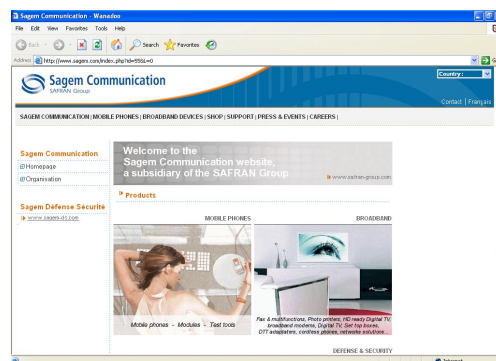 Sagem Communication - Wanadoo
File Edit View Favorites Tools Help
Back Search Favorites
Address http://www.sagem.com/index.php?id=55&L=0
Country :
Sagem Communication
SAFRAN Group
Contact | Français
SAGEM COMMUNICATION | MOBILE PHONES | BROADBAND DEVICES | SHOP | SUPPORT | PRESS & EVENTS | CAREERS |
Sagem Communication
Homepage
Organisation
Sagem Défense Sécurité
www.sagem-ds.com
Welcome to the
Sagem Communication website,
a subsidiary of the SAFRAN Group
www.safran-group.com
Products
MOBILE PHONES
Mobile phones - Modules - Test tools
BROADBAND
Fax & multifunctions, Photo printers, HD ready Digital TV,
broadband modems, Digital TV, Set top boxes,
DTT adaptaters, cordless phones, networks solutions...
DEFENSE & SECURITY
Internet